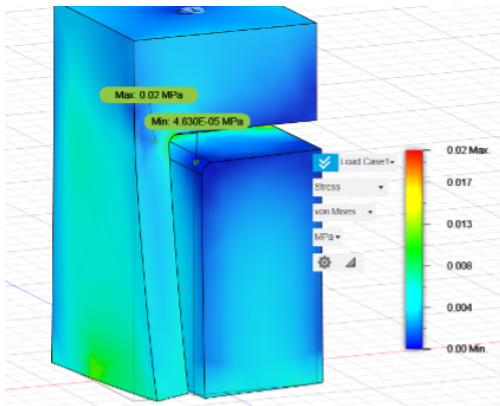 Max: 0.02 MPa
Min: 4.630E-05 MPa
Load Case1
Stress
von Mises
MPa
0.02 Max.
0.017
0.013
0.008
0.004
0.00 Min.